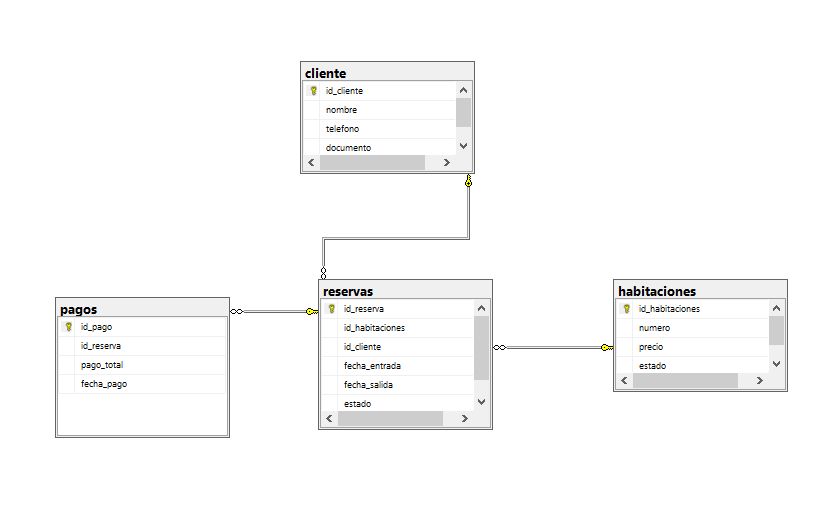 cliente
id_cliente
nombre
telefono
documento
pagos
id_pago
id_reserva
pago_total
fecha_pago
reservas
id_reserva
id_habitaciones
id_cliente
fecha_entrada
fecha_salida
estado
habitaciones
id_habitaciones
numero
precio
estado